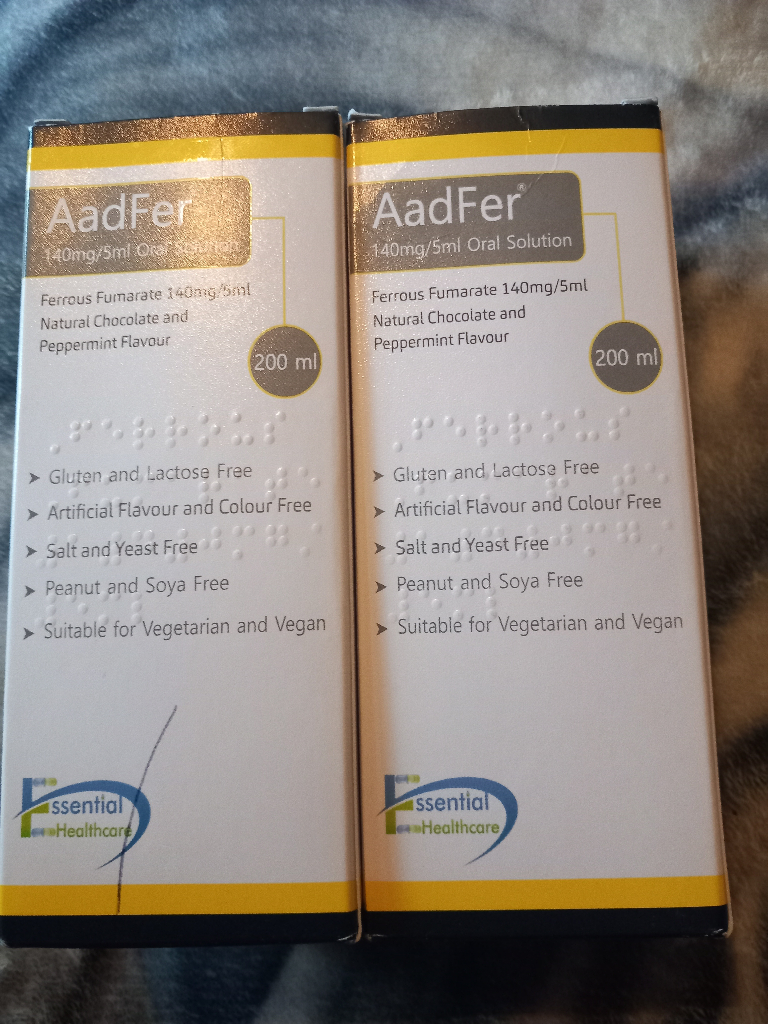 AadFer
140mg/5ml Oral Solution
Ferrous Fumarate 140mg/5ml
Natural Chocolate and
Peppermint Flavour
200 ml
➤ Gluten and Lactose Free
➤ Artificial Flavour and Colour Free
➤ Salt and Yeast Free
➤ Peanut and Soya Free
➤ Suitable for Vegetarian and Vegan
Essential
Healthcare
AadFer®
140mg/5ml Oral Solution
Ferrous Fumarate 140mg/5ml
Natural Chocolate and
Peppermint Flavour
200 ml
➤ Gluten and Lactose Free
➤ Artificial Flavour and Colour Free
➤ Salt and Yeast Free
➤ Peanut and Soya Free
➤ Suitable for Vegetarian and Vegan
Essential
Healthcare